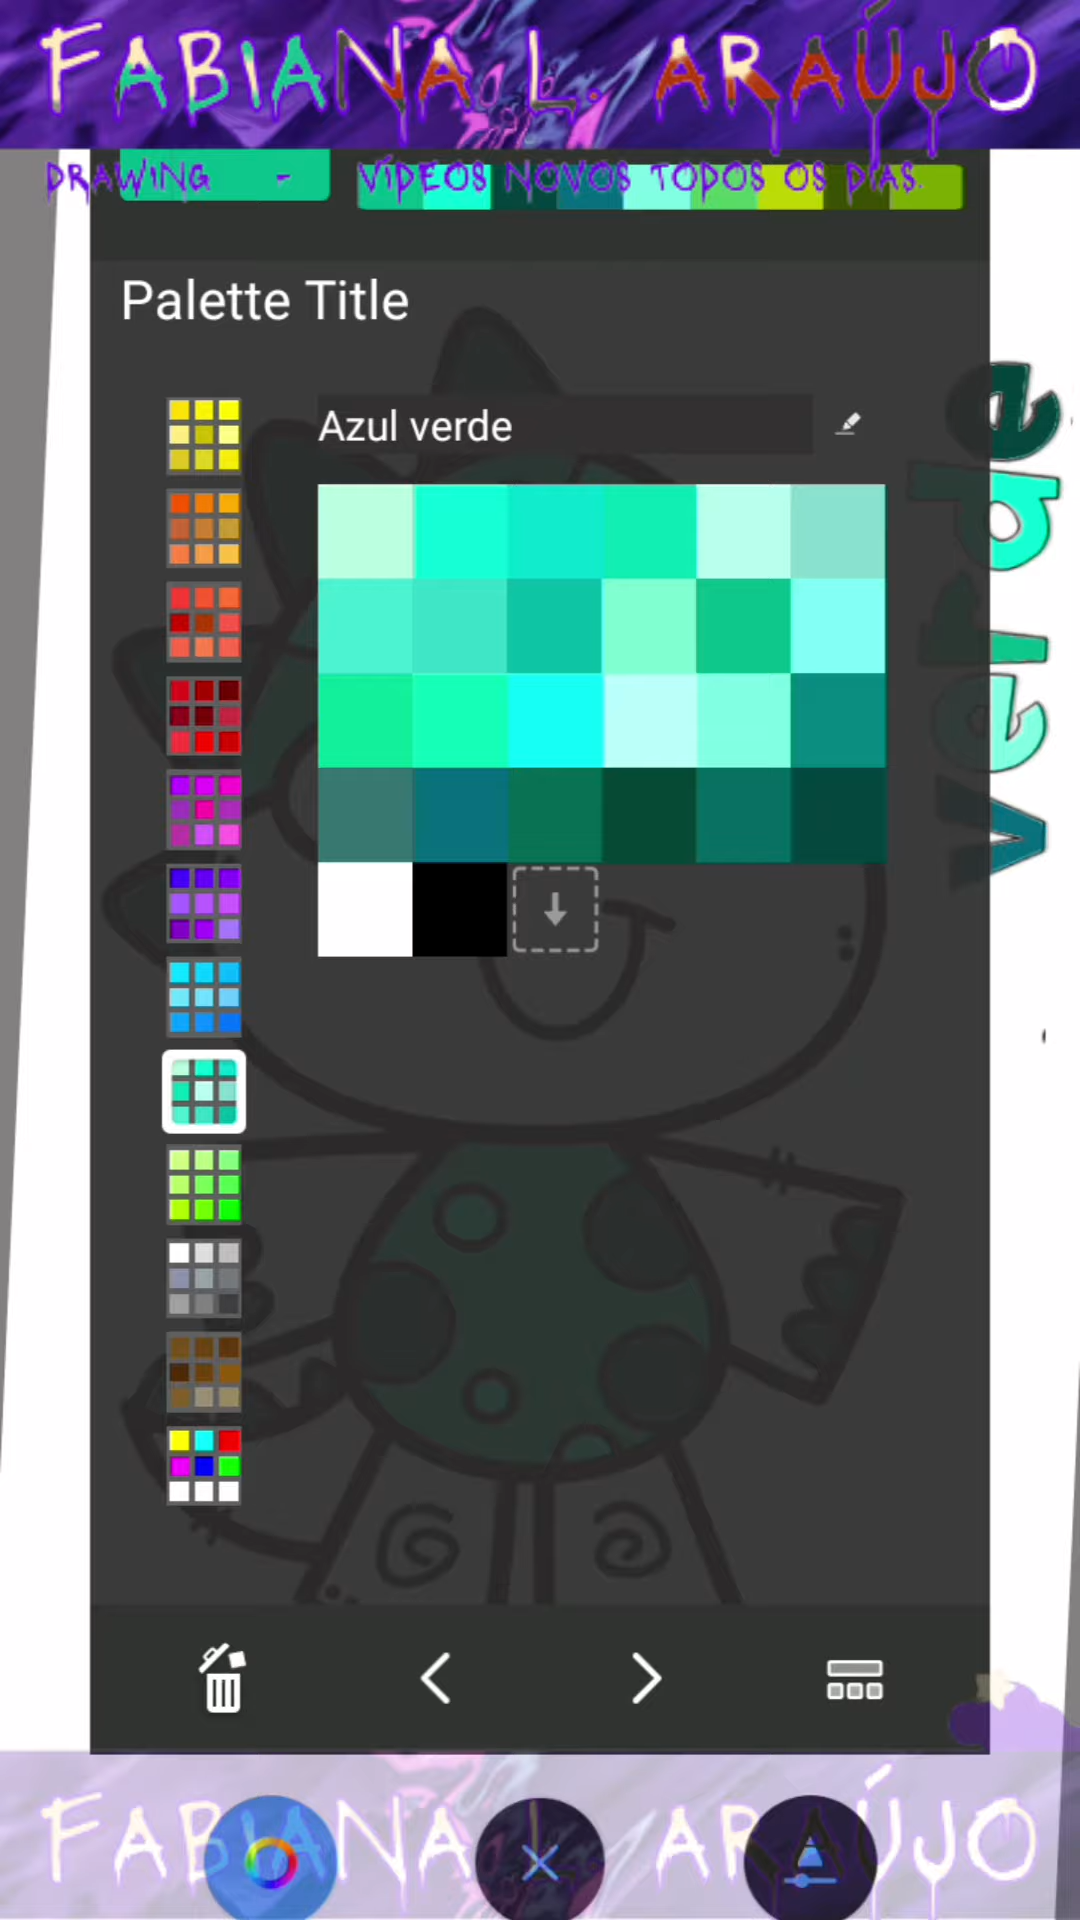 FABIANA L. ARAÚJO
DRAWING - VÍDEOS NOVOS TODOS OS DIAS.
Palette Title
Azul verde
verde
FABIANA L. ARAÚJO